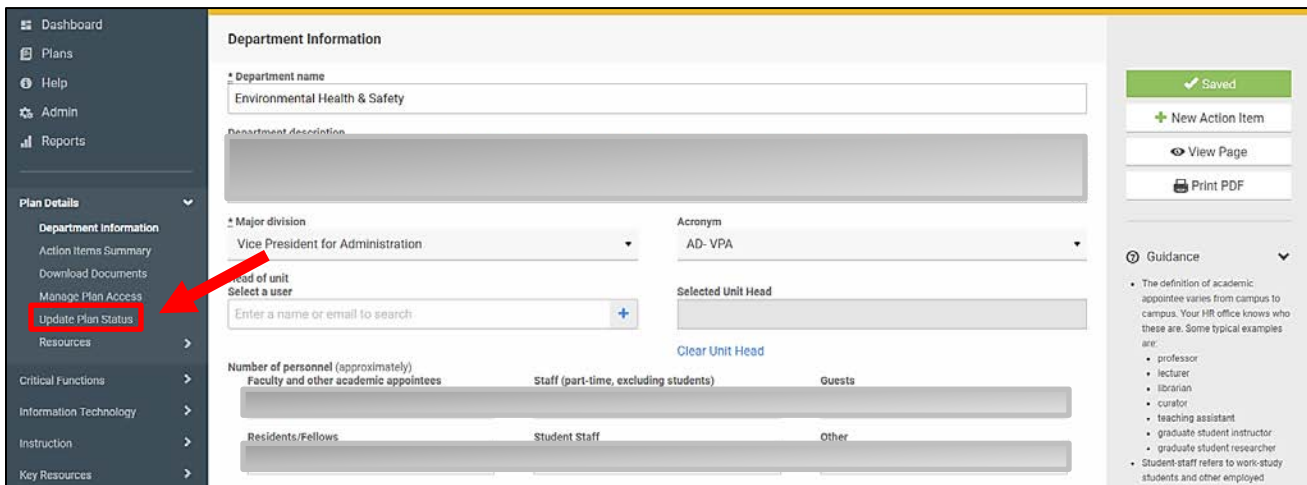 Dashboard
Plans
Help
Admin
Reports
Plan Details
Department Information
Action Items Summary
Download Documents
Manage Plan Access
Update Plan Status
Resources
Critical Functions
Information Technology
Instruction
Key Resources
Department Information
* Department name
Environmental Health & Safety
Department description
* Major division
Vice President for Administration
Acronym
AD- VPA
Head of unit
Select a user
Enter a name or email to search
+
Selected Unit Head
Clear Unit Head
Number of personnel (approximately)
Faculty and other academic appointees Staff (part-time, excluding students) Guests
Residents/Fellows Student Staff Other
Saved
+ New Action Item
View Page
Print PDF
Guidance
• The definition of academic
appointee varies from campus to
campus. Your HR office knows who
these are. Some typical examples
are:
• professor
• lecturer
• librarian
• curator
• teaching assistant
• graduate student instructor
• graduate student researcher
• Student-staff refers to work-study
students and other employed